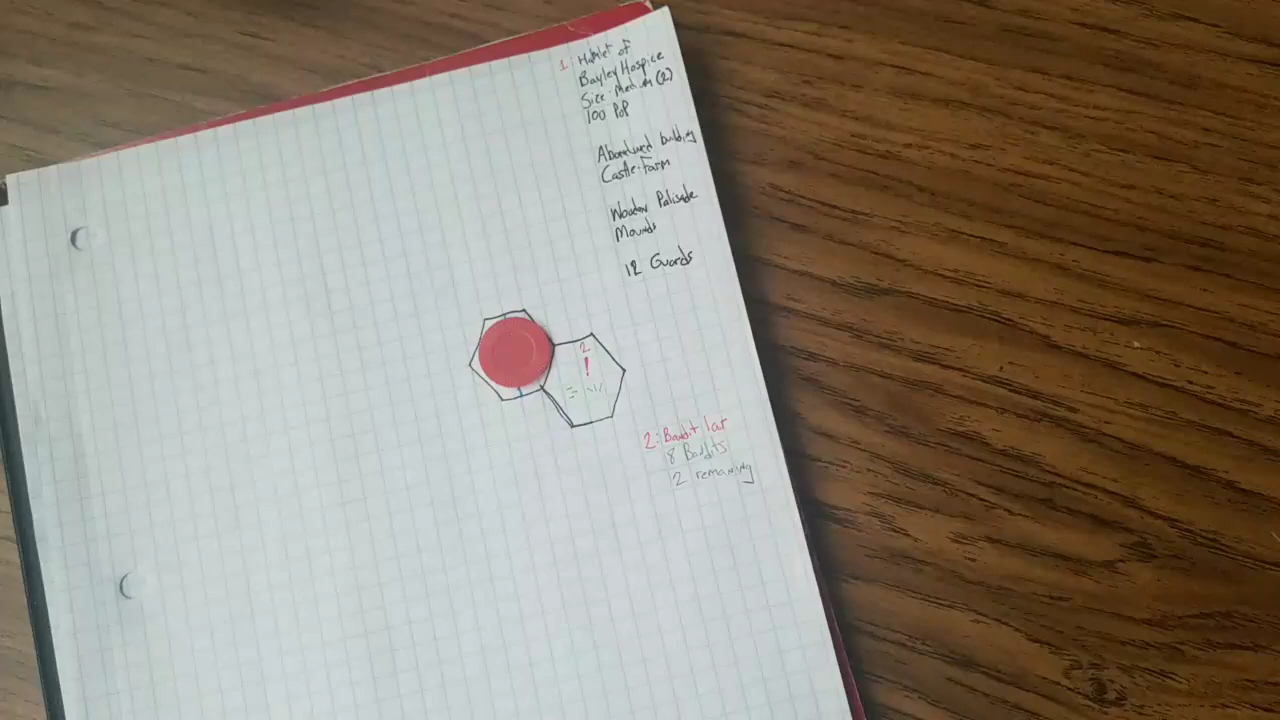 1: Hamlet of
Bayley Hospice
Size: Medium (2)
100 PoP
Abandoned building
Castle-Farm
Wooden Palisade
Mounds
12 Guards
2
!
2: Bandit lair
8 Bandits
2 remaining